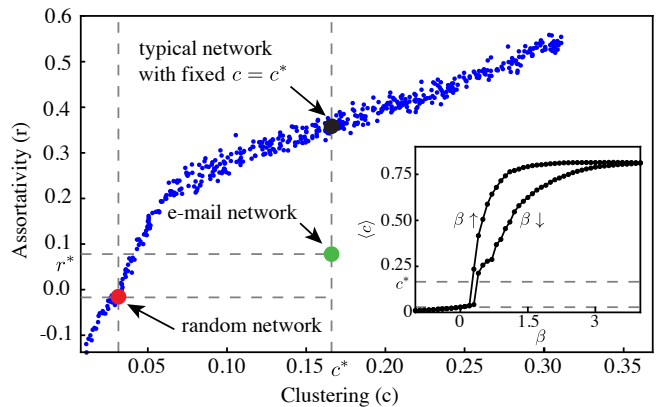 0.6
0.5
0.4
0.3
0.2
0.1
r*
0.0
-0.1
Assortativity (r)
typical network
with fixed c = c*
e-mail network
random network
0.75
0.50
0.25
c*
0
⟨c⟩
β ↑
β ↓
0 1.5 3
β
0.05 0.10 0.15 c* 0.20 0.25 0.30 0.35
Clustering (c)